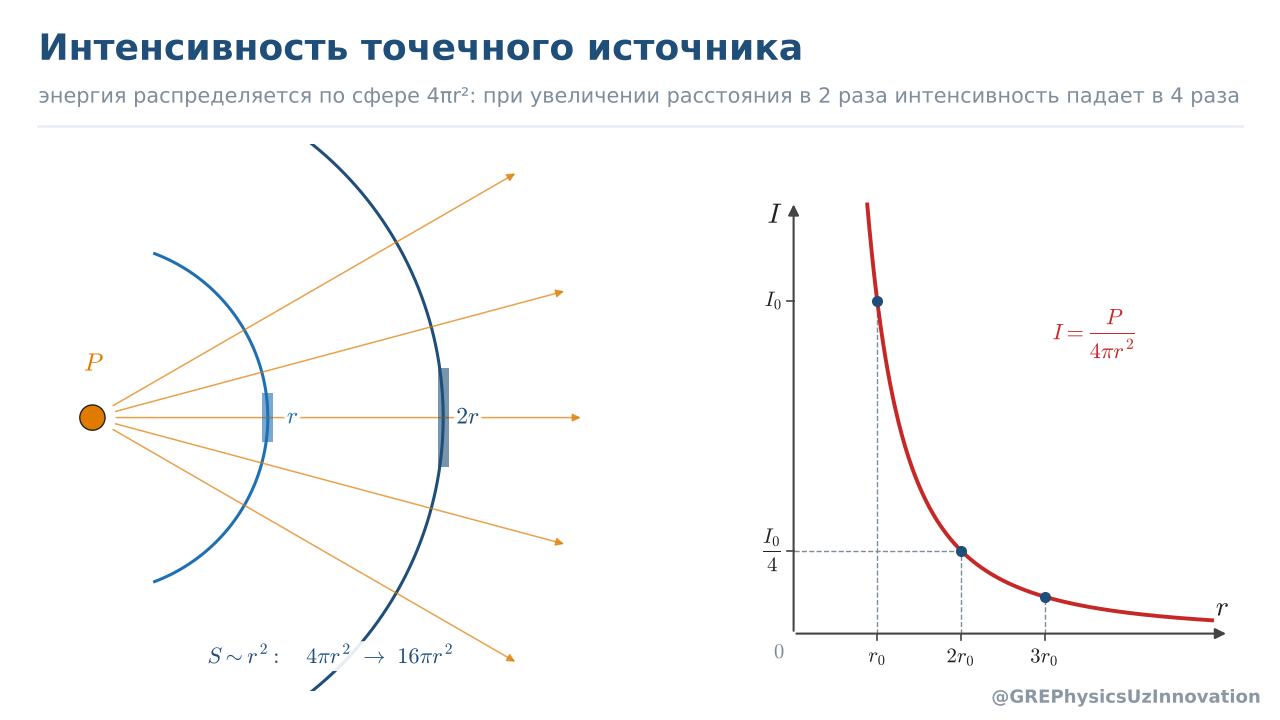 Интенсивность точечного источника
энергия распределяется по сфере 4πr²: при увеличении расстояния в 2 раза интенсивность падает в 4 раза
P
r
2r
S ~ r²: 4πr² → 16πr²
I
I₀
I₀/4
0
r₀
2r₀
3r₀
r
I = P/4πr²
@GREPhysicsUzInnovation